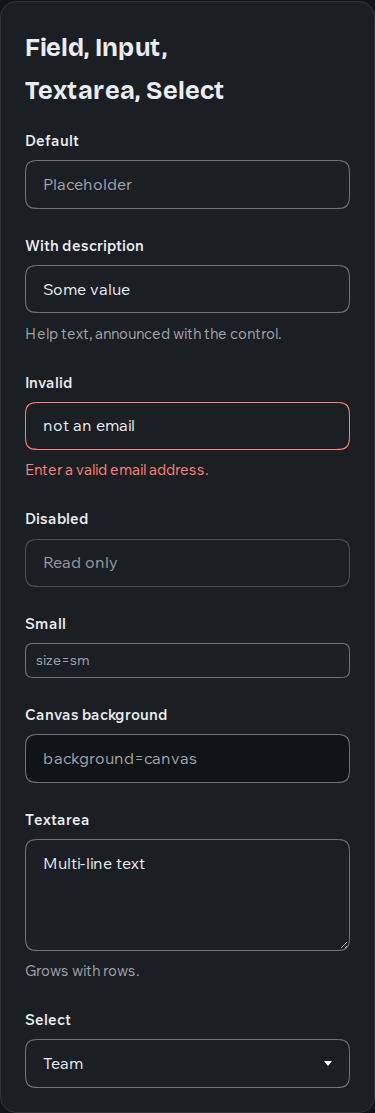 Field, Input,
Textarea, Select
Default
Placeholder
With description
Some value
Help text, announced with the control.
Invalid
not an email
Enter a valid email address.
Disabled
Read only
Small
size=sm
Canvas background
background=canvas
Textarea
Multi-line text
Grows with rows.
Select
Team